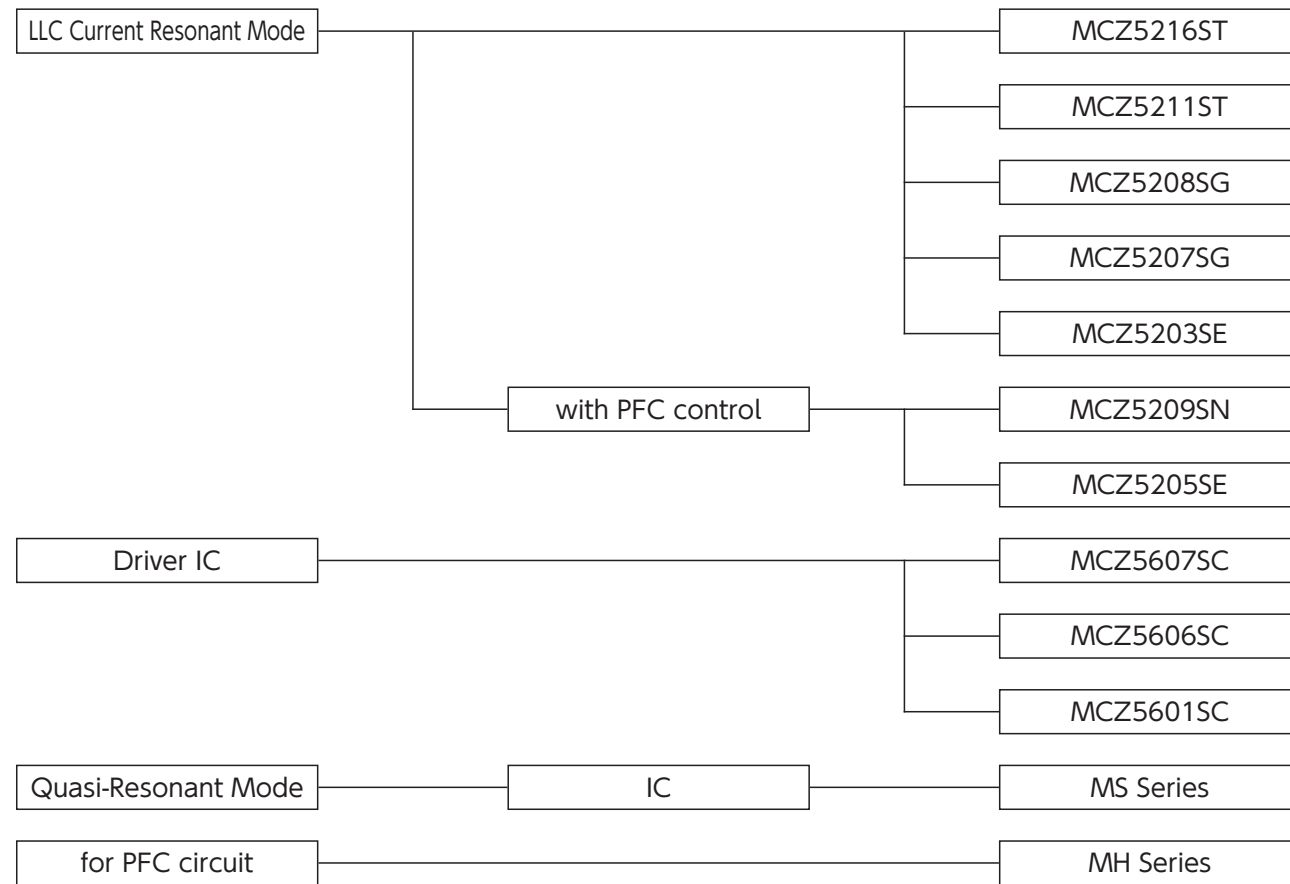 LLC Current Resonant Mode
MCZ5216ST
MCZ5211ST
MCZ5208SG
MCZ5207SG
MCZ5203SE
with PFC control
MCZ5209SN
MCZ5205SE
Driver IC
MCZ5607SC
MCZ5606SC
MCZ5601SC
Quasi-Resonant Mode
IC
MS Series
for PFC circuit
MH Series